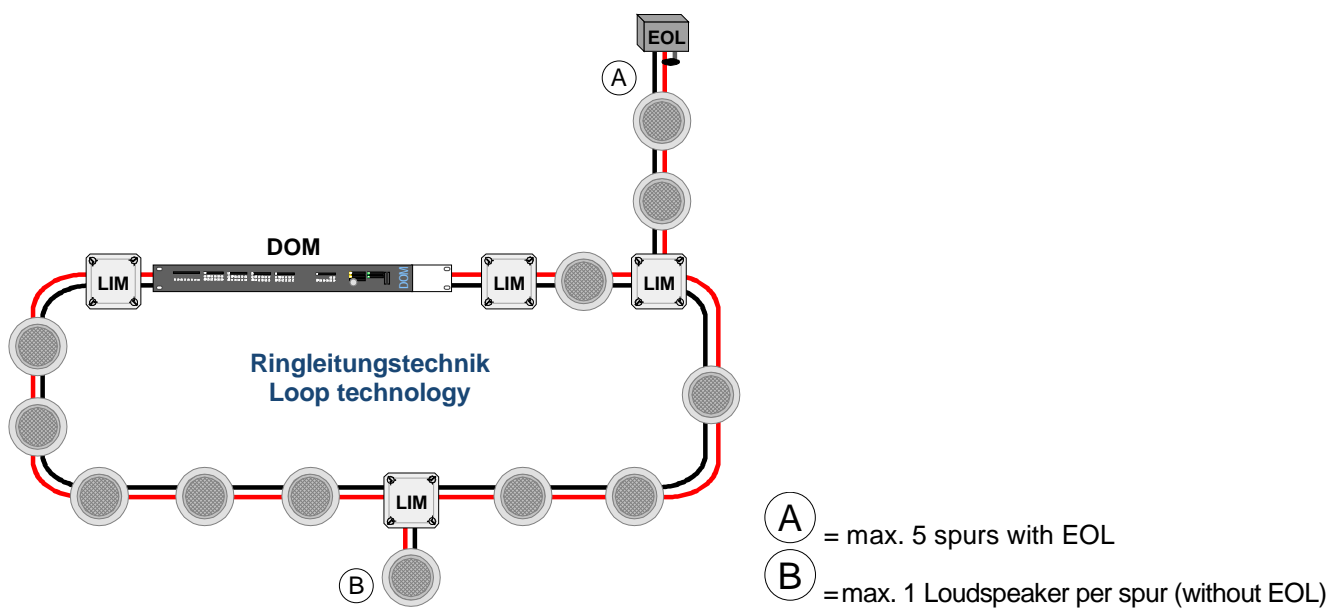 EOL
A
DOM
LIM
DOM
LIM
LIM
Ringleitungstechnik
Loop technology
LIM
B
A = max. 5 spurs with EOL
B =max. 1 Loudspeaker per spur (without EOL)